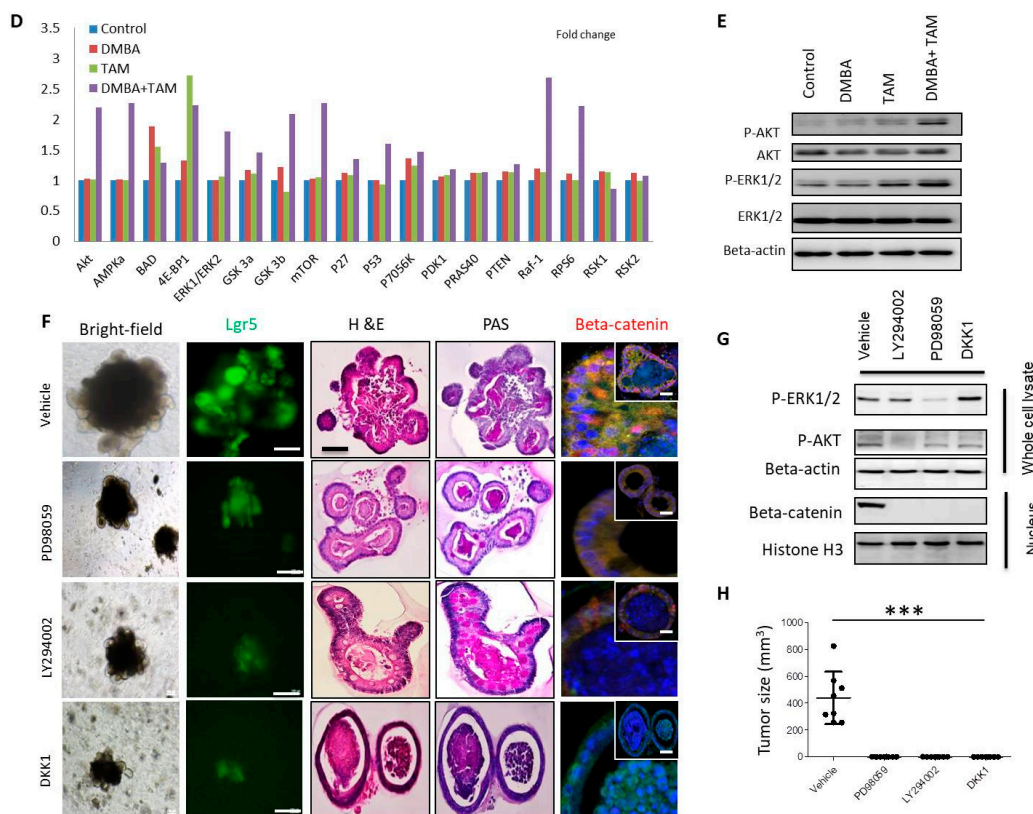 D
3.5
3
2.5
2
1.5
1
0.5
0
Control
DMBA
TAM
DMBA+TAM
Fold change
Akt
AMPKa
BAD
4E-BP1
ERK1/ERK2
GSK 3a
GSK 3b
mTOR
P27
P53
P7056K
PDK1
PRAS40
PTEN
Raf-1
RPS6
RSK1
RSK2
E
Control
DMBA
TAM
DMBA+ TAM
P-AKT
AKT
P-ERK1/2
ERK1/2
Beta-actin
F
Bright-field
Lgr5
H &E
PAS
Beta-catenin
Vehicle
PD98059
LY294002
DKK1
G
Vehicle
LY294002
PD98059
DKK1
P-ERK1/2
P-AKT
Beta-actin
Beta-catenin
Histone H3
Whole cell lysate
Nucleus
H
***
Tumor size (mm³)
1000
800
600
400
200
0
Vehicle
PD98059
LY294002
DKK1